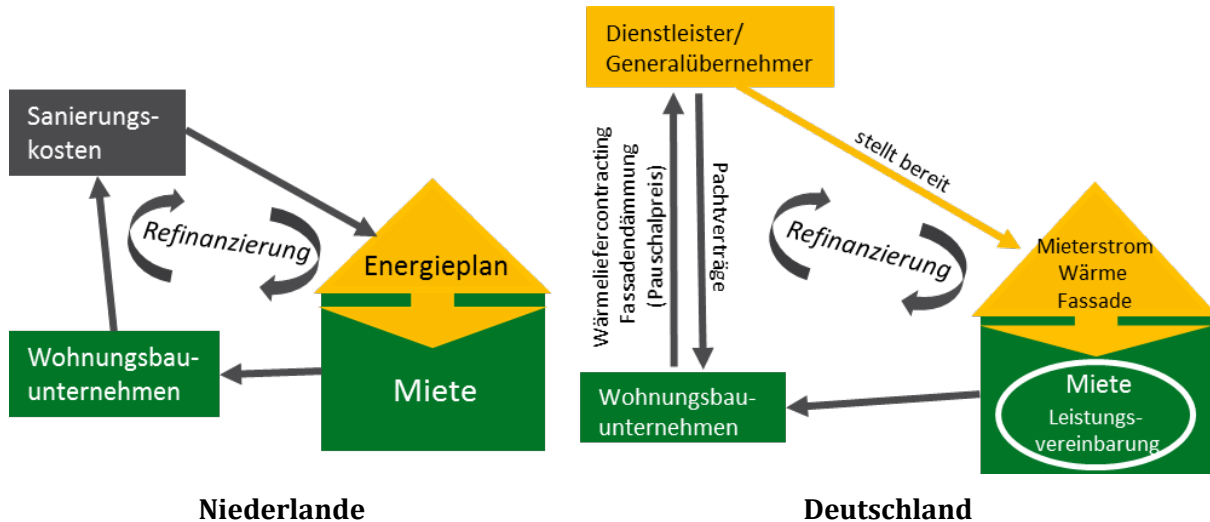 Sanierungs-
kosten
Refinanzierung
Energieplan
Wohnungsbau-
unternehmen
Miete
Niederlande
Dienstleister/
Generalübernehmer
Wärmeliefercontracting
Fassadendämmung
(Pauschalpreis)
Pachtverträge
stellt bereit
Refinanzierung
Mieterstrom
Wärme
Fassade
Wohnungsbau-
unternehmen
Miete
Leistungs-
vereinbarung
Deutschland